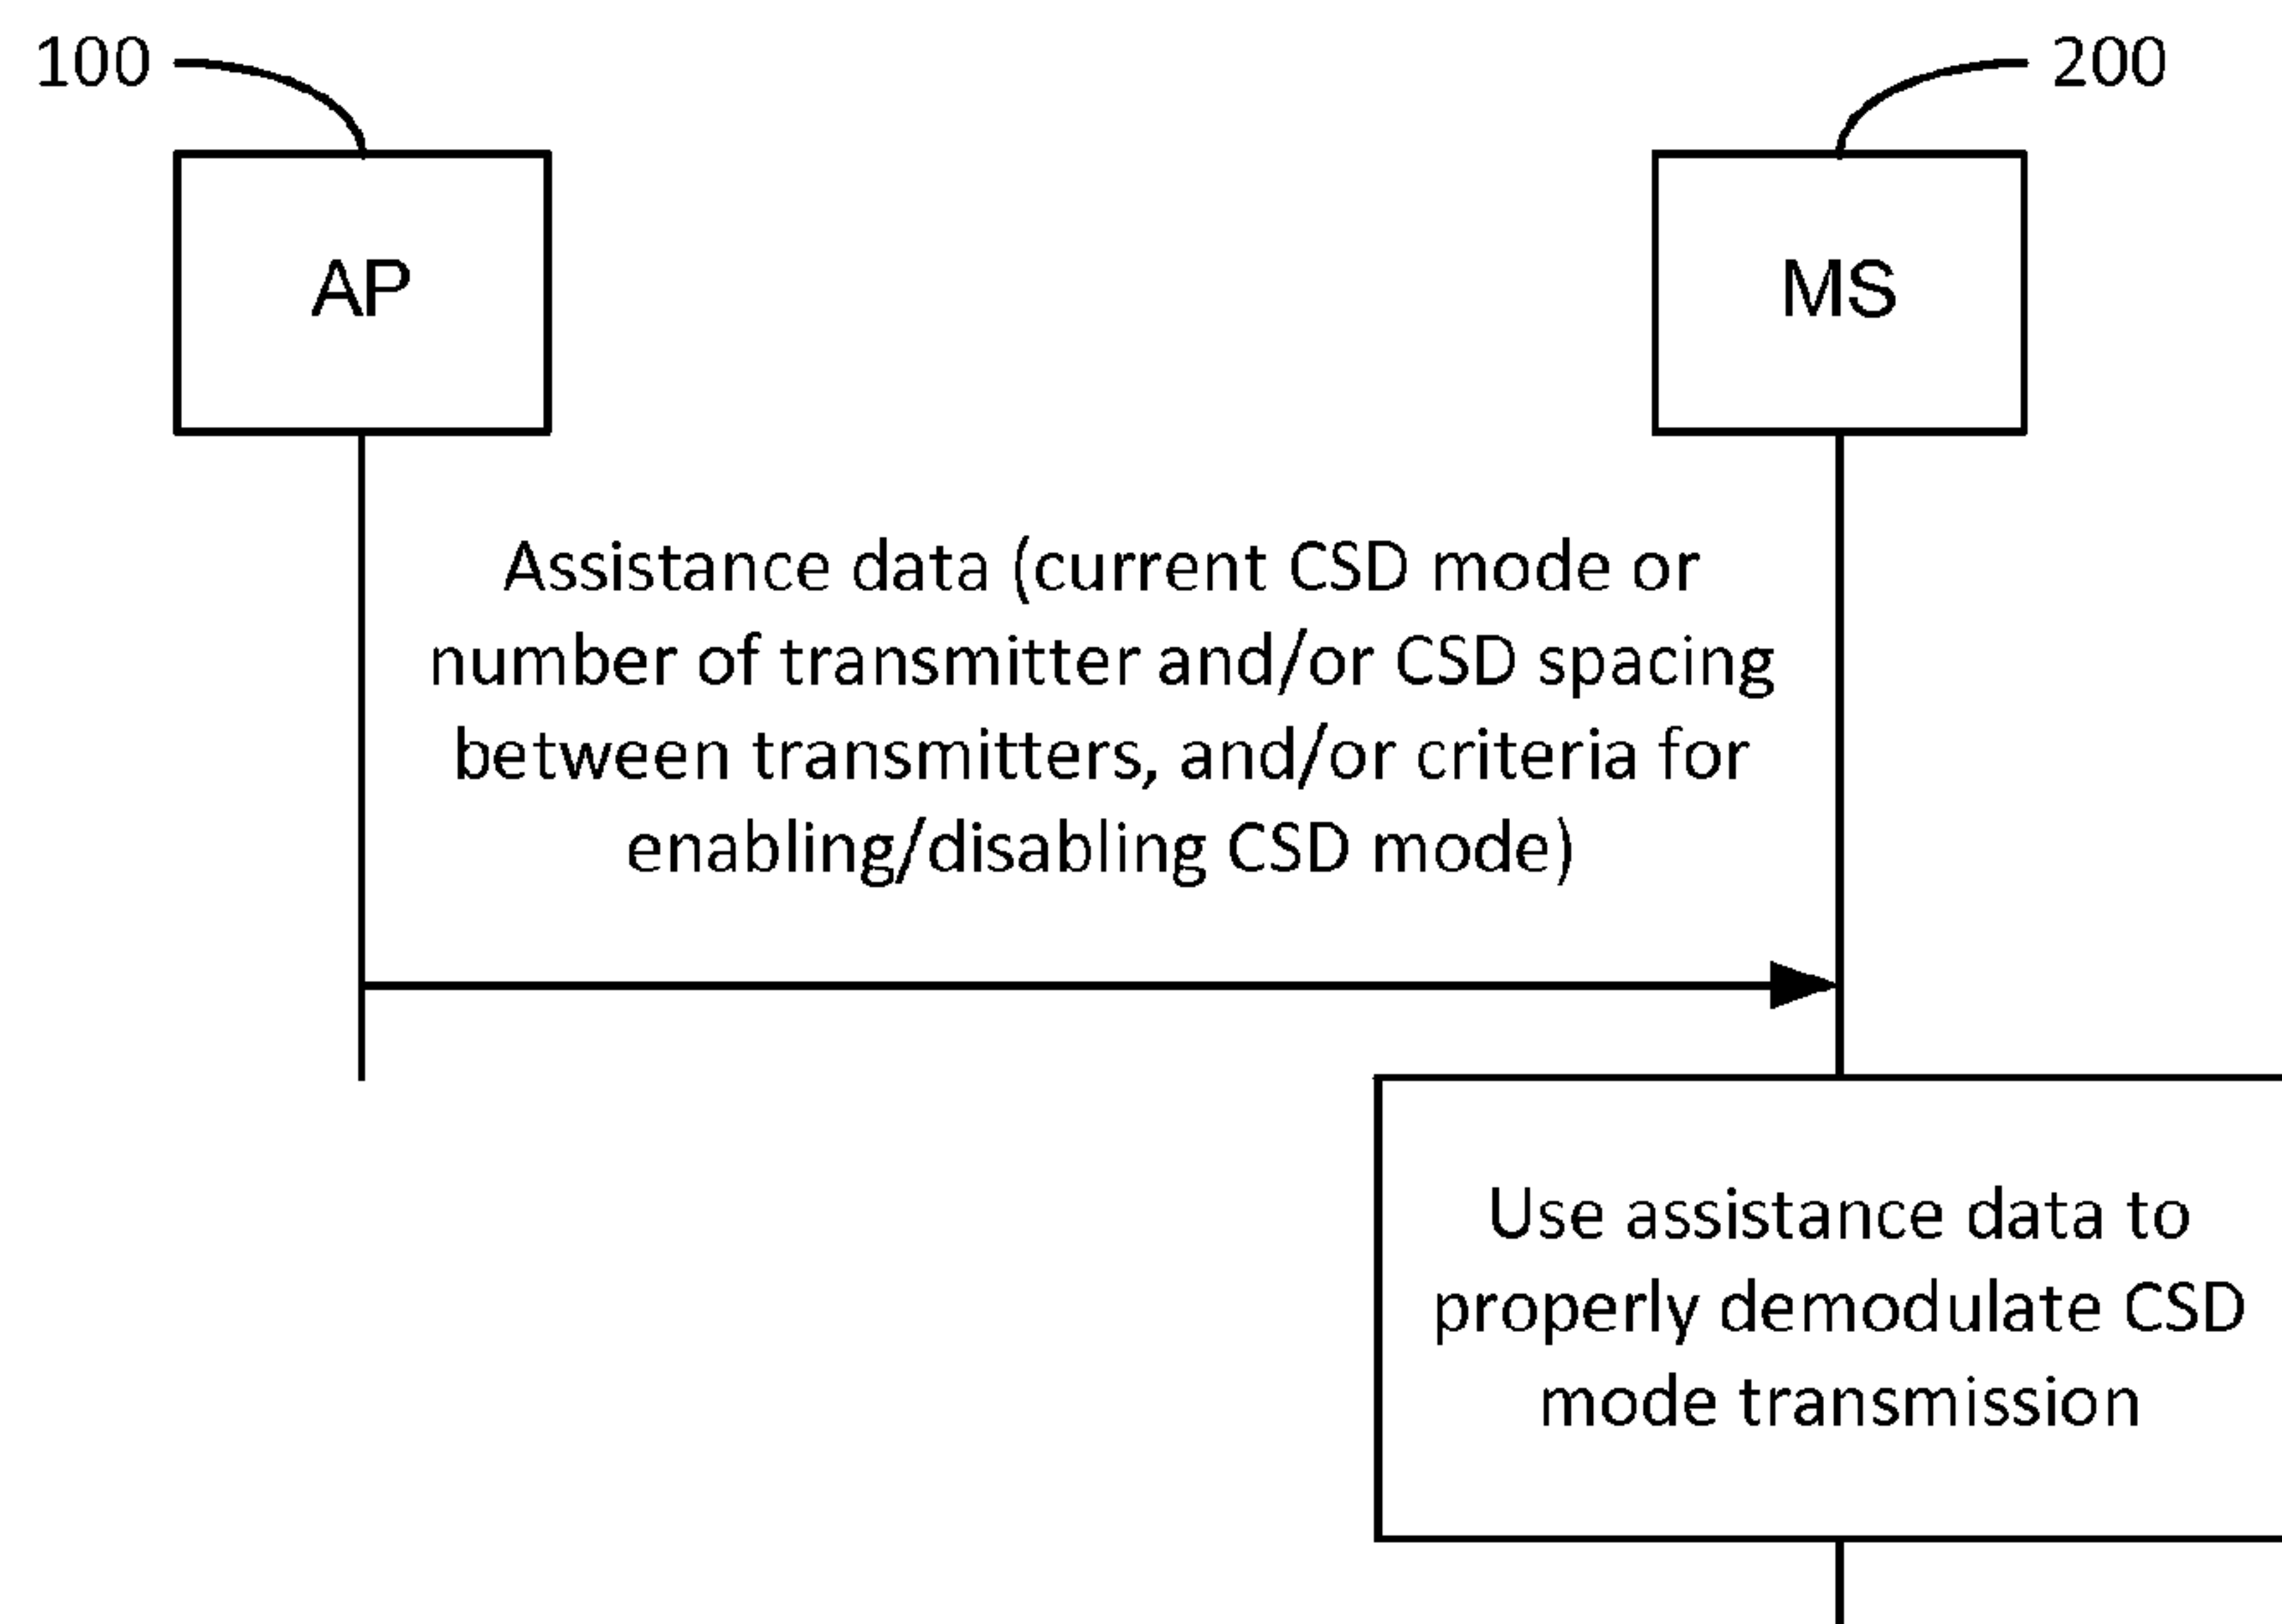 100
200
AP
MS
Assistance data (current CSD mode or
number of transmitter and/or CSD spacing
between transmitters, and/or criteria for
enabling/disabling CSD mode)
Use assistance data to
properly demodulate CSD
mode transmission